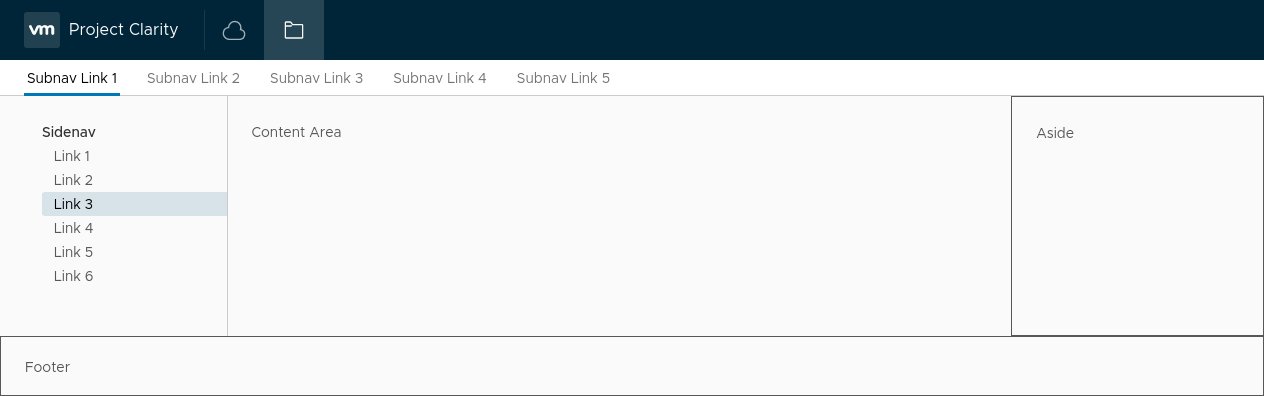 vm Project Clarity
Subnav Link 1 Subnav Link 2 Subnav Link 3 Subnav Link 4 Subnav Link 5
Sidenav
Link 1
Link 2
Link 3
Link 4
Link 5
Link 6
Content Area
Aside
Footer